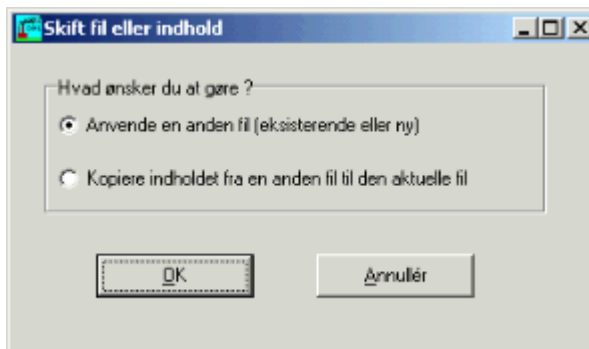 Skift fil eller indhold
Hvad ønsker du at gøre ?
Anvende en anden fil (eksisterende eller ny)
Kopiere indholdet fra en anden fil til den aktuelle fil
OK
Annullér